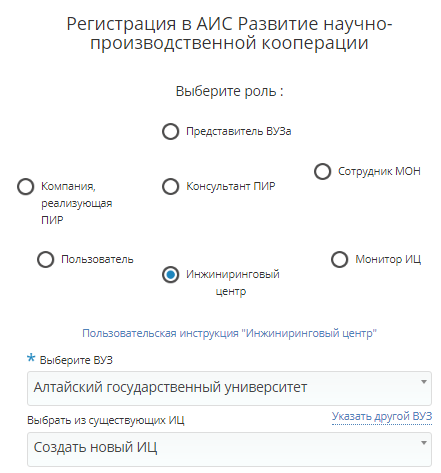 Регистрация в АИС Развитие научно-
производственной кооперации
Выберите роль :
Представитель ВУЗа
Сотрудник МОН
Компания,
реализующая
ПИР
Консультант ПИР
Пользователь
Инжиниринговый
центр
Монитор ИЦ
Пользовательская инструкция "Инжиниринговый центр"
* Выберите ВУЗ
Алтайский государственный университет
Выбрать из существующих ИЦ
Указать другой ВУЗ
Создать новый ИЦ